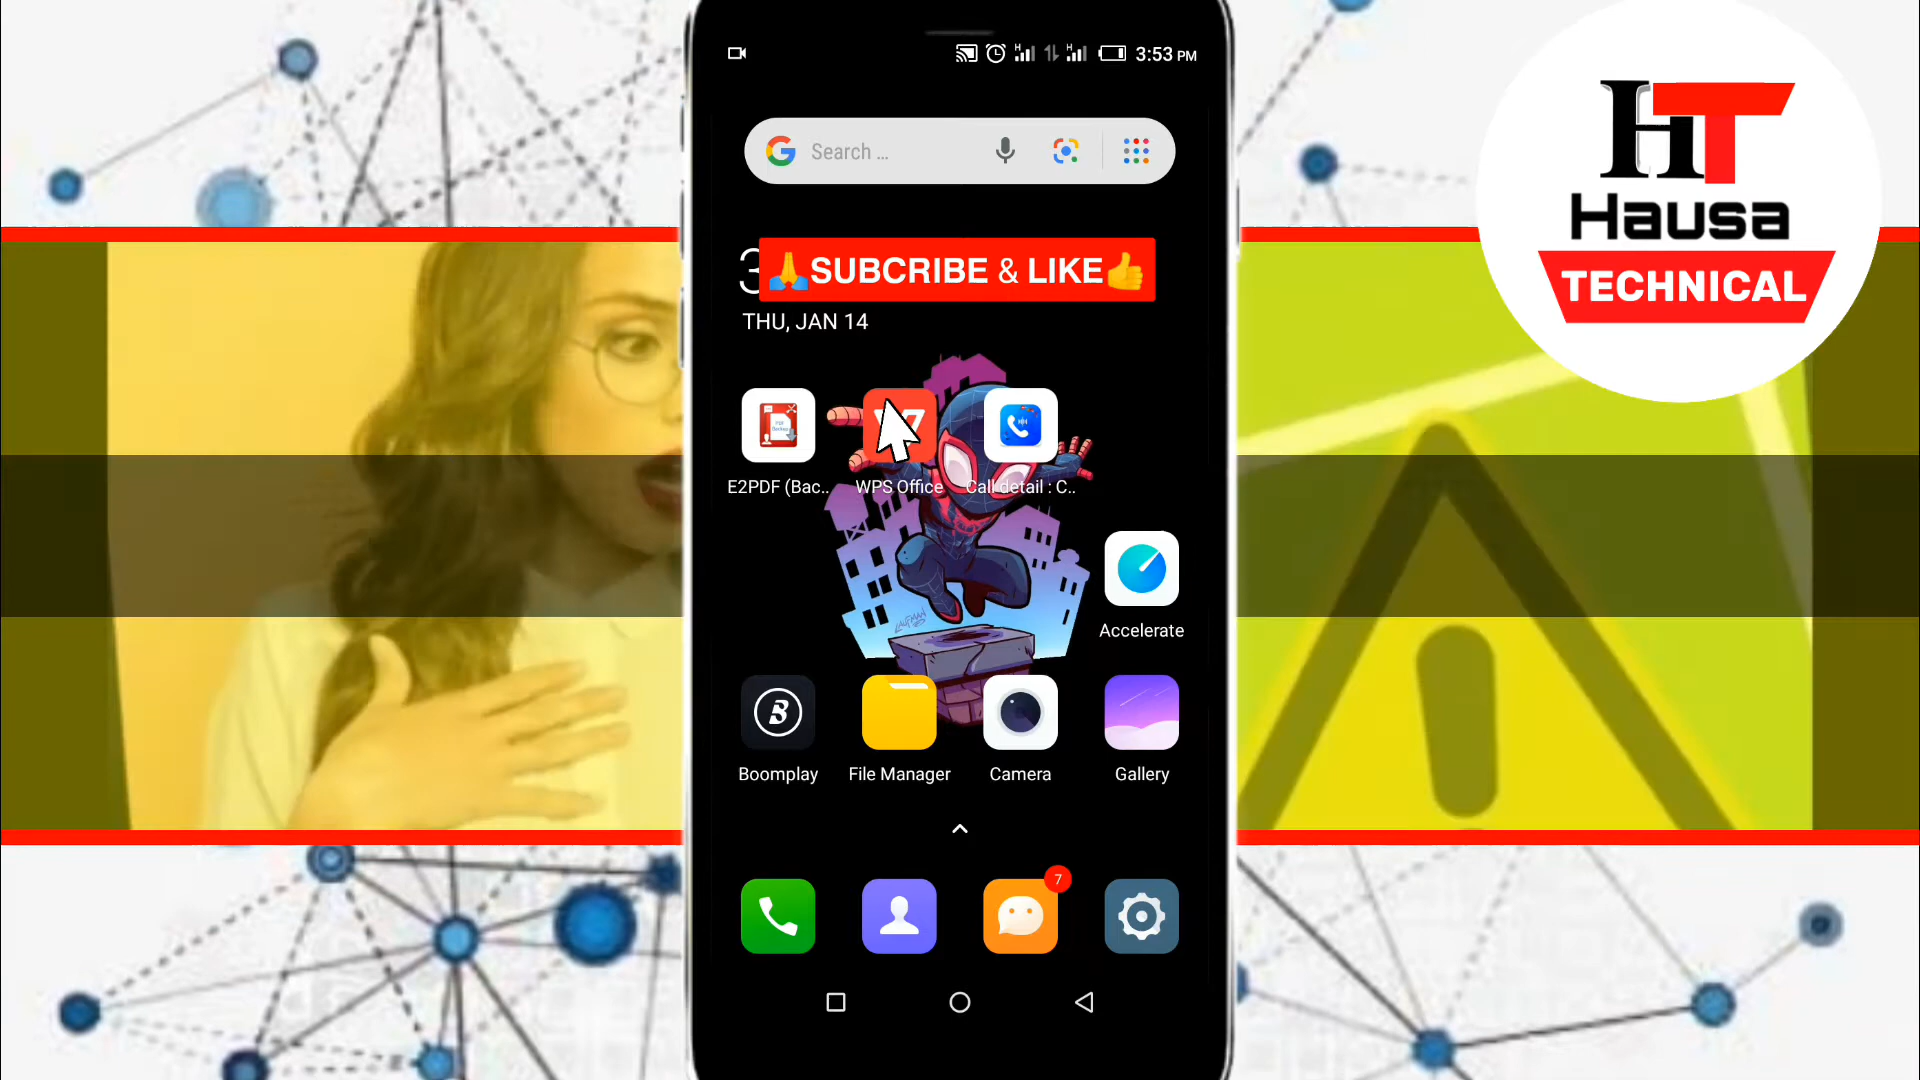 3:53 PM
HT
Hausa
TECHNICAL
Search ...
3
🙏SUBCRIBE & LIKE👍
THU, JAN 14
E2PDF (Bac..
WPS Office
Call detail : C..
Accelerate
Boomplay
File Manager
Camera
Gallery
7